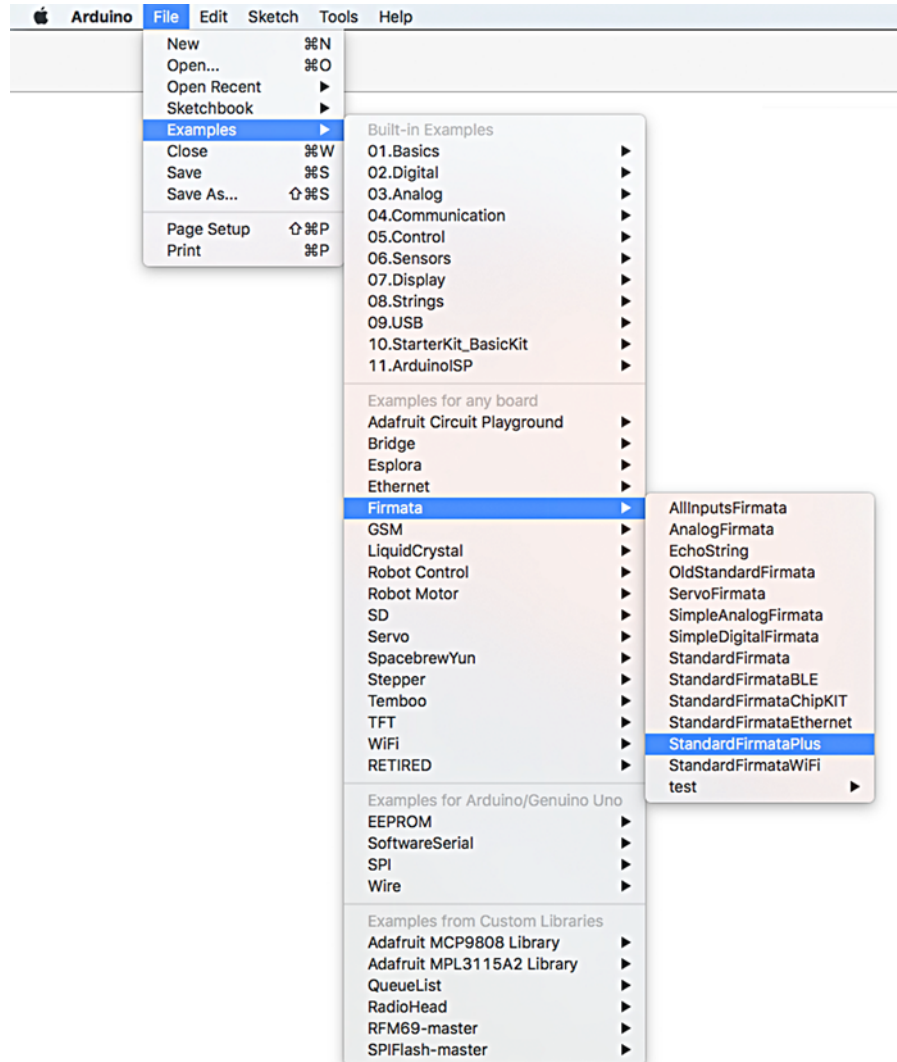 Arduino File Edit Sketch Tools Help
New ⌘N
Open... ⌘O
Open Recent ▶
Sketchbook ▶
Examples ▶
Close ⌘W
Save ⌘S
Save As... ⇧⌘S
Page Setup ⇧⌘P
Print ⌘P
Built-in Examples
01.Basics ▶
02.Digital ▶
03.Analog ▶
04.Communication ▶
05.Control ▶
06.Sensors ▶
07.Display ▶
08.Strings ▶
09.USB ▶
10.StarterKit_BasicKit ▶
11.ArduinoISP ▶
Examples for any board
Adafruit Circuit Playground ▶
Bridge ▶
Esplora ▶
Ethernet ▶
Firmata ▶
GSM ▶
LiquidCrystal ▶
Robot Control ▶
Robot Motor ▶
SD ▶
Servo ▶
SpacebrewYun ▶
Stepper ▶
Temboo ▶
TFT ▶
WiFi ▶
RETIRED ▶
Examples for Arduino/Genuino Uno
EEPROM ▶
SoftwareSerial ▶
SPI ▶
Wire ▶
Examples from Custom Libraries
Adafruit MCP9808 Library ▶
Adafruit MPL3115A2 Library ▶
QueueList ▶
RadioHead ▶
RFM69-master ▶
SPIFlash-master ▶
AllInputsFirmata
AnalogFirmata
EchoString
OldStandardFirmata
ServoFirmata
SimpleAnalogFirmata
SimpleDigitalFirmata
StandardFirmata
StandardFirmataBLE
StandardFirmataChipKIT
StandardFirmataEthernet
StandardFirmataPlus
StandardFirmataWiFi
test ▶